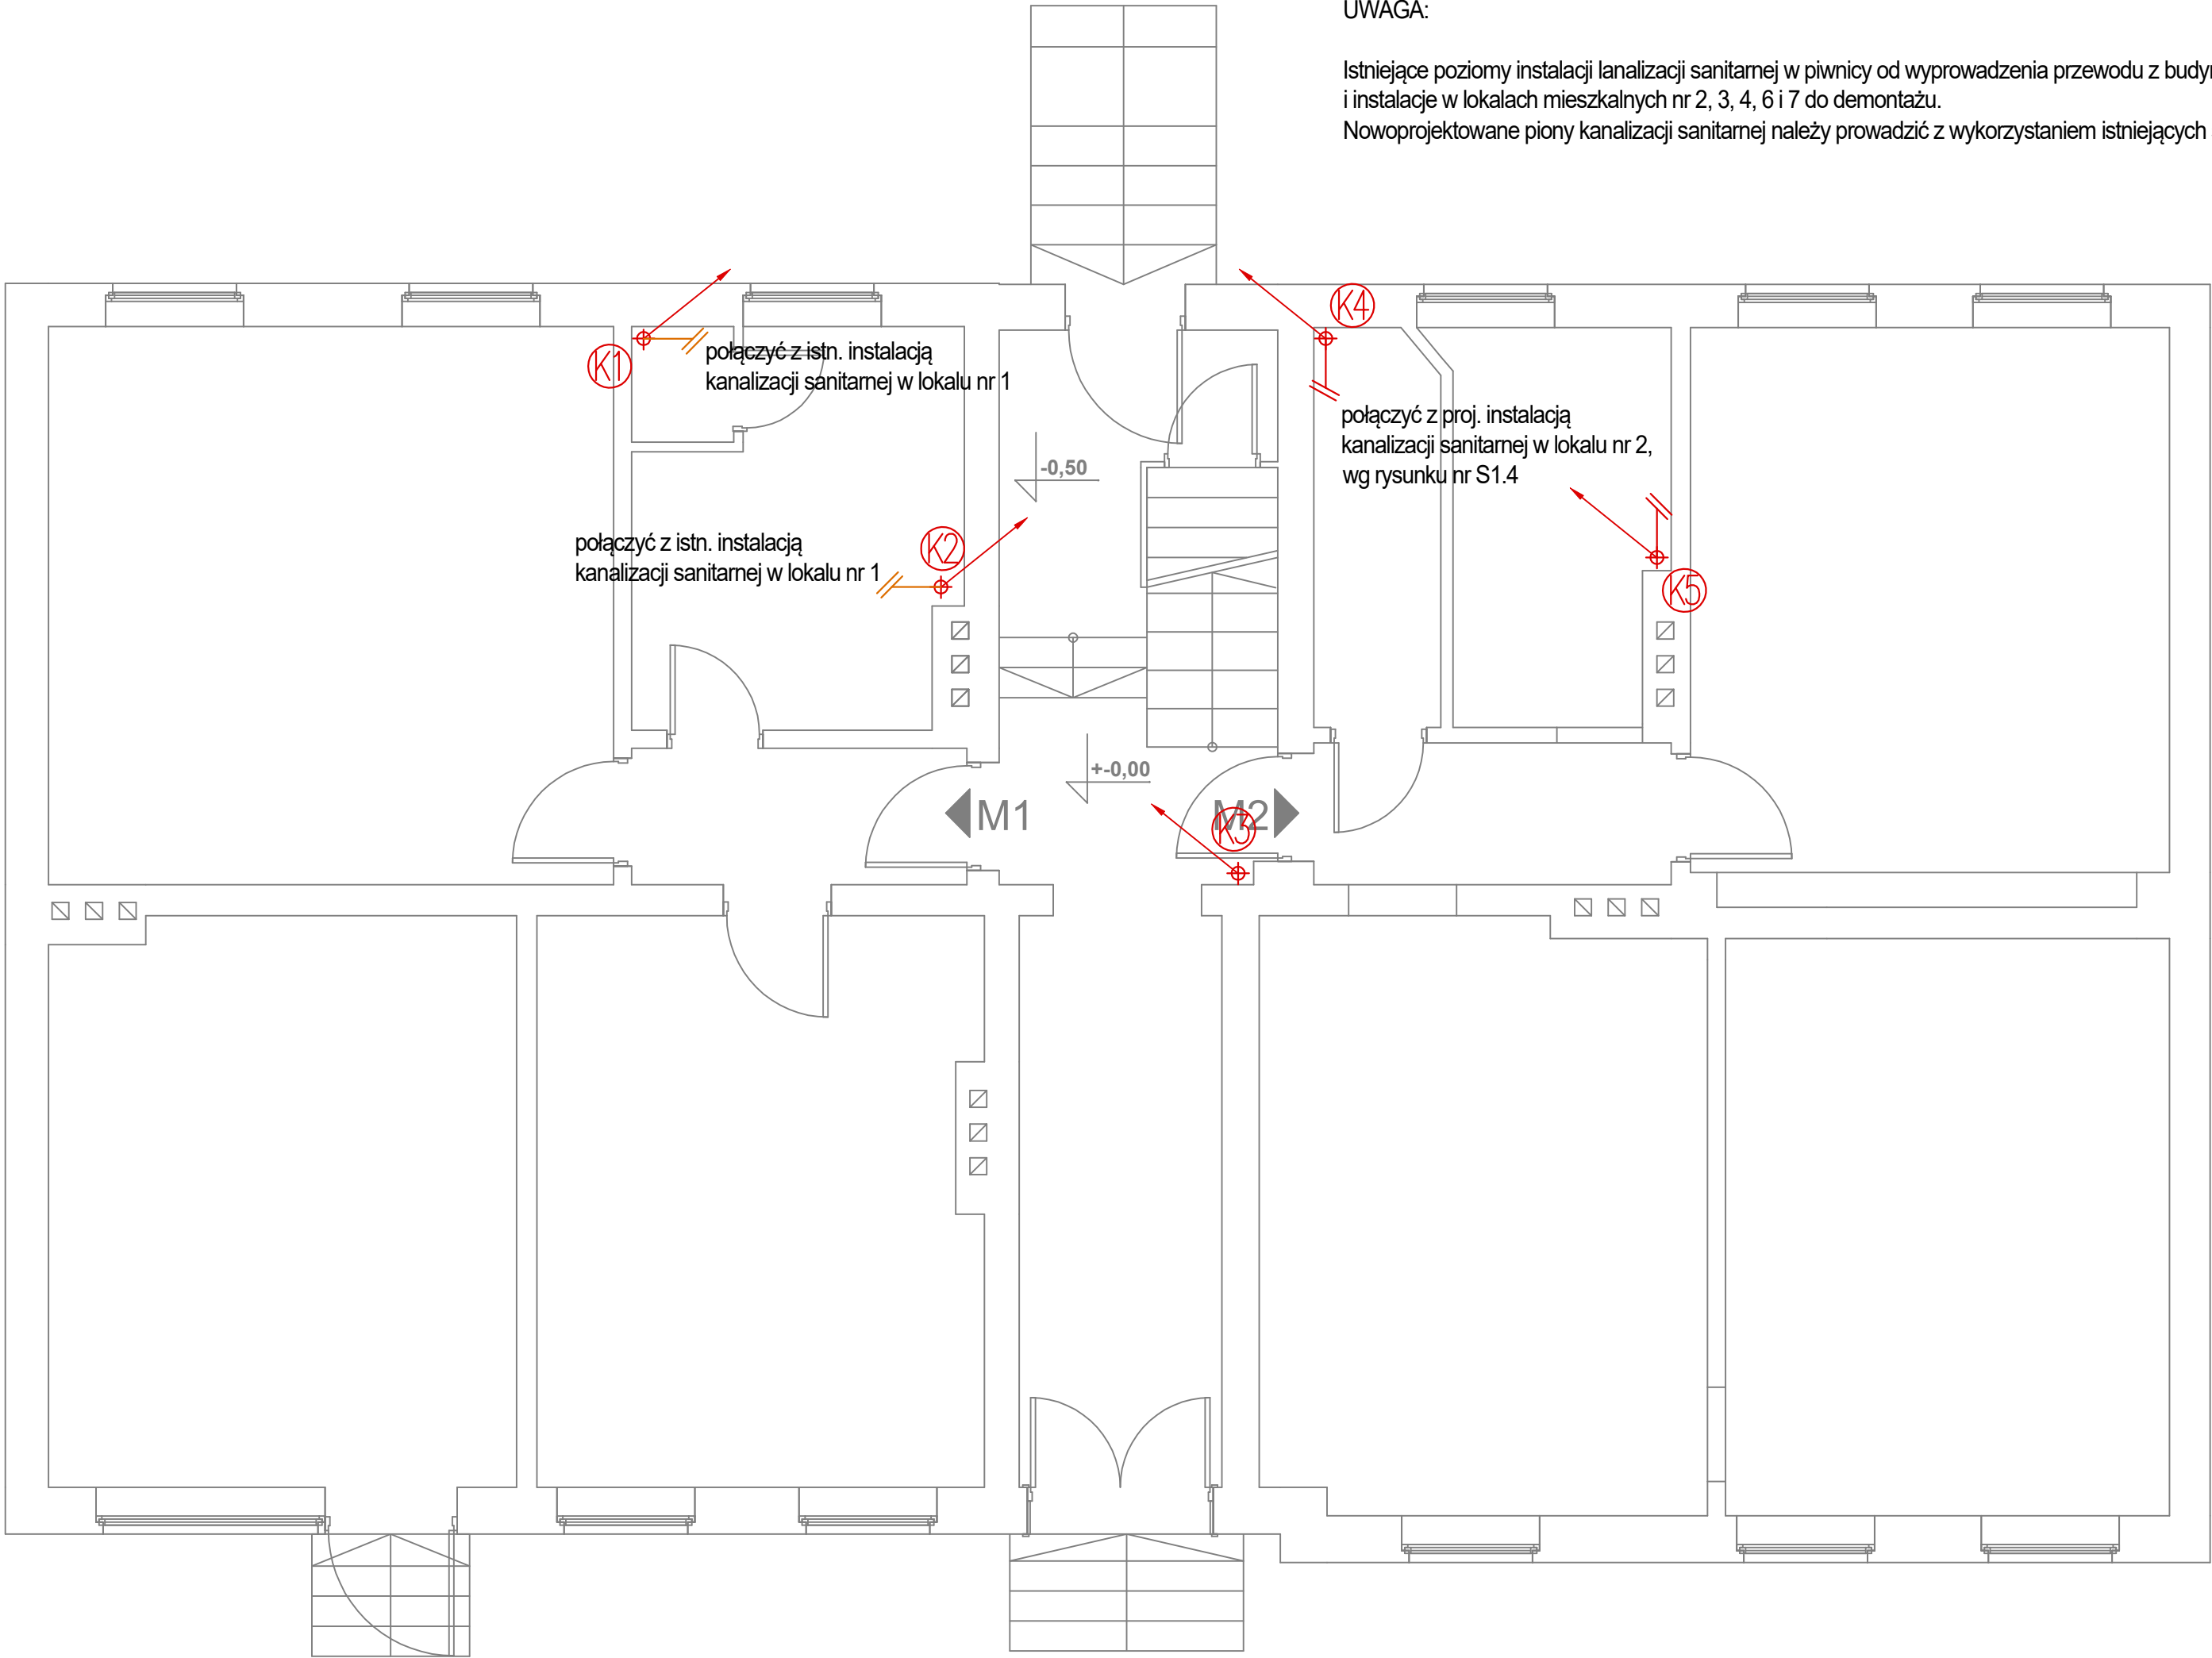 UWAGA:
Istniejące poziomy instalacji lanalizacji sanitarnej w piwnicy od wyprowadzenia przewodu z
i instalacje w lokalach mieszkalnych nr 2, 3, 4, 6 i 7 do demontażu.
Nowoprojektowane piony kanalizacji sanitarnej należy prowadzić z wykorzystaniem istniejących
K4
K1
połączyć z istn. instalacją
kanalizacji sanitarnej w lokalu nr 1
połączyć z proj. instalacją
kanalizacji sanitarnej w lokalu nr 2,
wg rysunku nr S1.4
-0,50
K2
połączyć z istn. instalacją
kanalizacji sanitarnej w lokalu nr 1
K5
+-0,00
M1
M2
K3